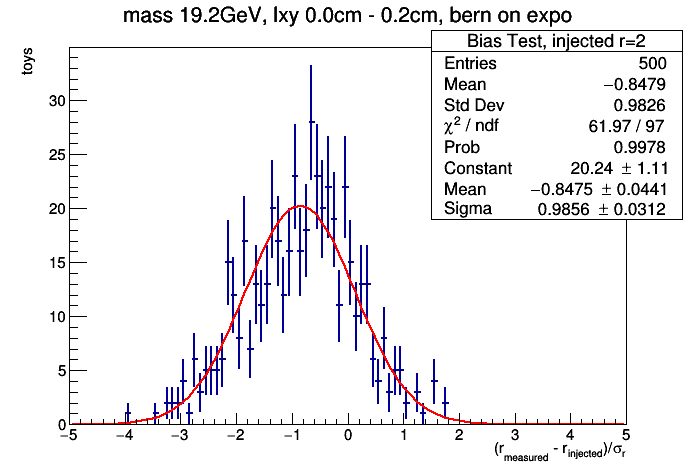 mass 19.2GeV, lxy 0.0cm - 0.2cm, bern on expo
Bias Test, injected r=2
Entries 500
Mean −0.8479
Std Dev 0.9826
χ² / ndf 61.97 / 97
Prob 0.9978
Constant 20.24 ± 1.11
Mean −0.8475 ± 0.0441
Sigma 0.9856 ± 0.0312
toys
30
25
20
15
10
5
0
−5 −4 −3 −2 −1 0 1 2 3 4 5
(r_measured - r_injected)/σ_r